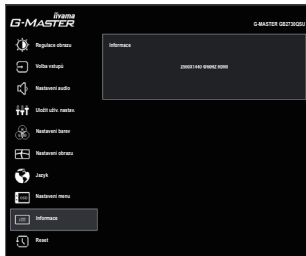 iiyama
G-MASTER
G-MASTER GB2730QSU
Regulace obrazu
Informace
Volba vstupů
2560X1440 @60HZ HDMI
Nastavení audio
Uložit uživ. nastav.
Nastavení barev
Nastavení obrazu
Jazyk
OSD
Nastavení menu
Informace
Reset